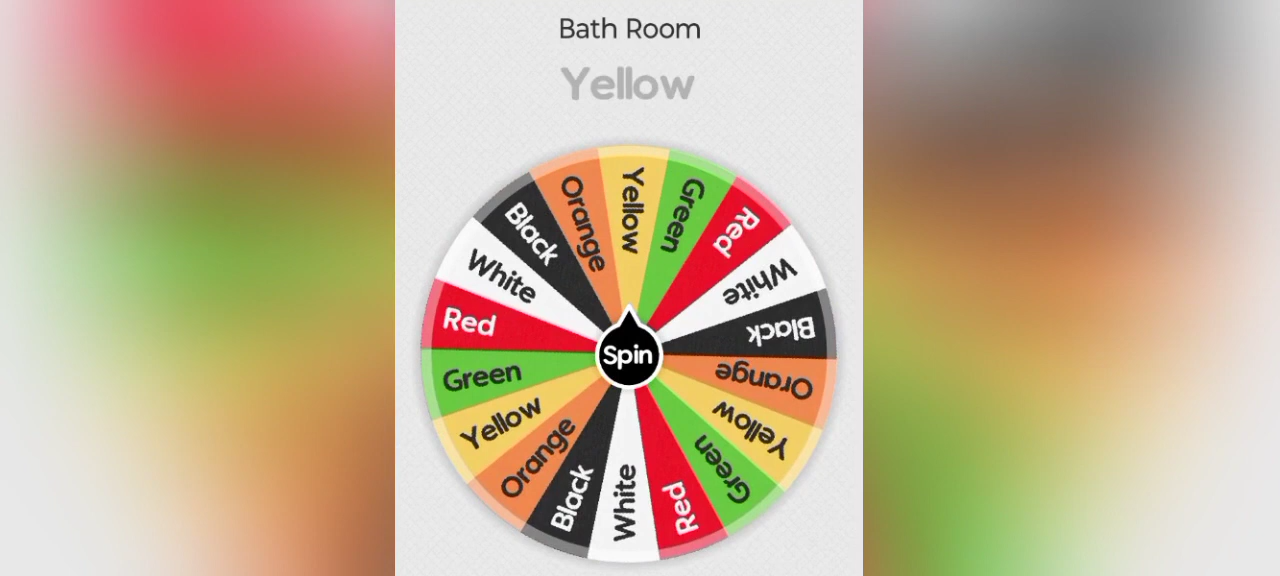 Bath Room
Yellow
Yellow
Green
Red
White
Black
Orange
Yellow
Green
Red
White
Black
Orange
Yellow
Green
Red
White
Black
Orange
Spin